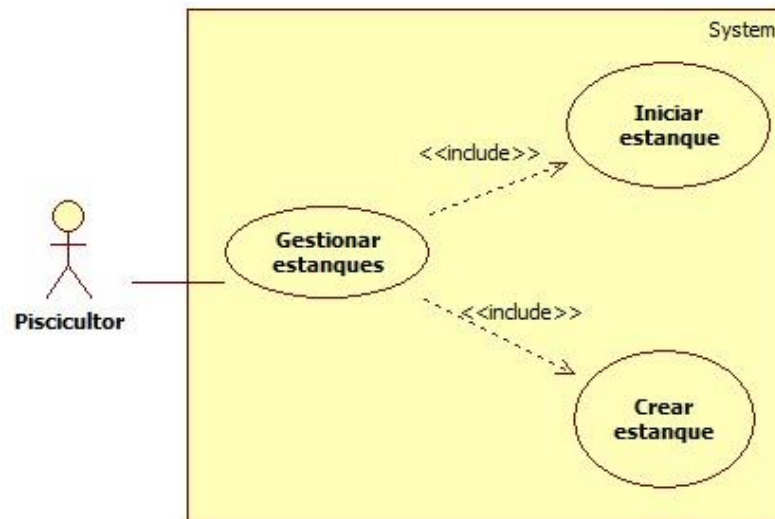 System
Iniciar
estanque
<<include>>
Gestionar
estanques
<<include>>
Piscicultor
Crear
estanque